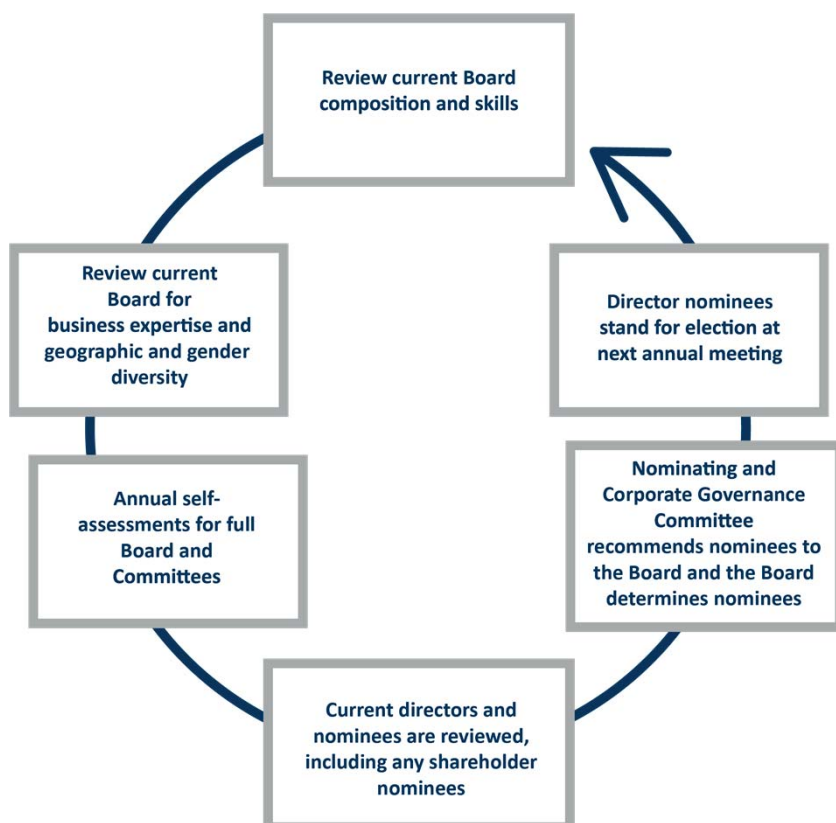 Review current Board
composition and skills
Review current
Board for
business expertise and
geographic and gender
diversity
Director nominees
stand for election at
next annual meeting
Annual self-
assessments for full
Board and
Committees
Nominating and
Corporate Governance
Committee
recommends nominees to
the Board and the Board
determines nominees
Current directors and
nominees are reviewed,
including any shareholder
nominees